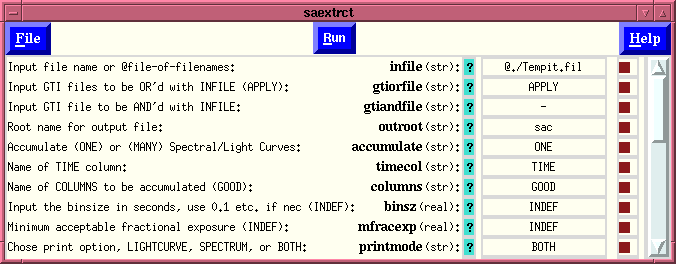 saextrct
File Run Help
Input file name or @file-of-filenames: infile (str): ? @./Tempit.fil
Input GTI files to be OR'd with INFILE (APPLY): gtiorfile (str): ? APPLY
Input GTI file to be AND'd with INFILE: gtiandfile (str): ? -
Root name for output file: outroot (str): ? sac
Accumulate (ONE) or (MANY) Spectral/Light Curves: accumulate (str): ? ONE
Name of TIME column: timecol (str): ? TIME
Name of COLUMNS to be accumulated (GOOD): columns (str): ? GOOD
Input the binsize in seconds, use 0.1 etc. if nec (INDEF): binsz (real): ? INDEF
Minimum acceptable fractional exposure (INDEF): mfracexp (real): ? INDEF
Chose print option, LIGHTCURVE, SPECTRUM, or BOTH: printmode (str): ? BOTH